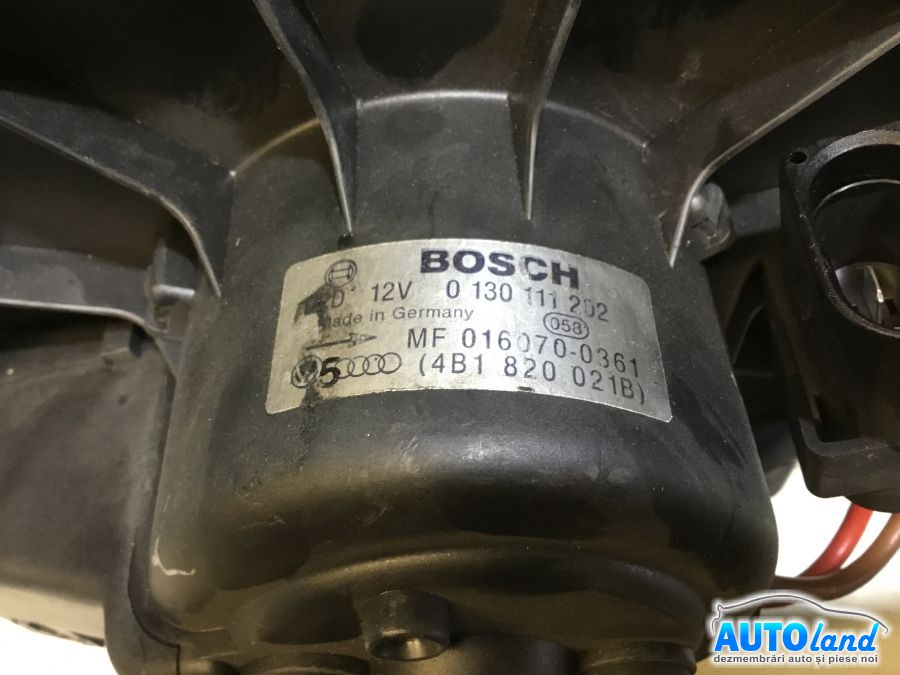 BOSCH
D 12V 0 130 111 202
Made in Germany 058
MF 016070-0361
5 (4B1 820 021B)
AUTOland
dezmembrări auto și piese noi